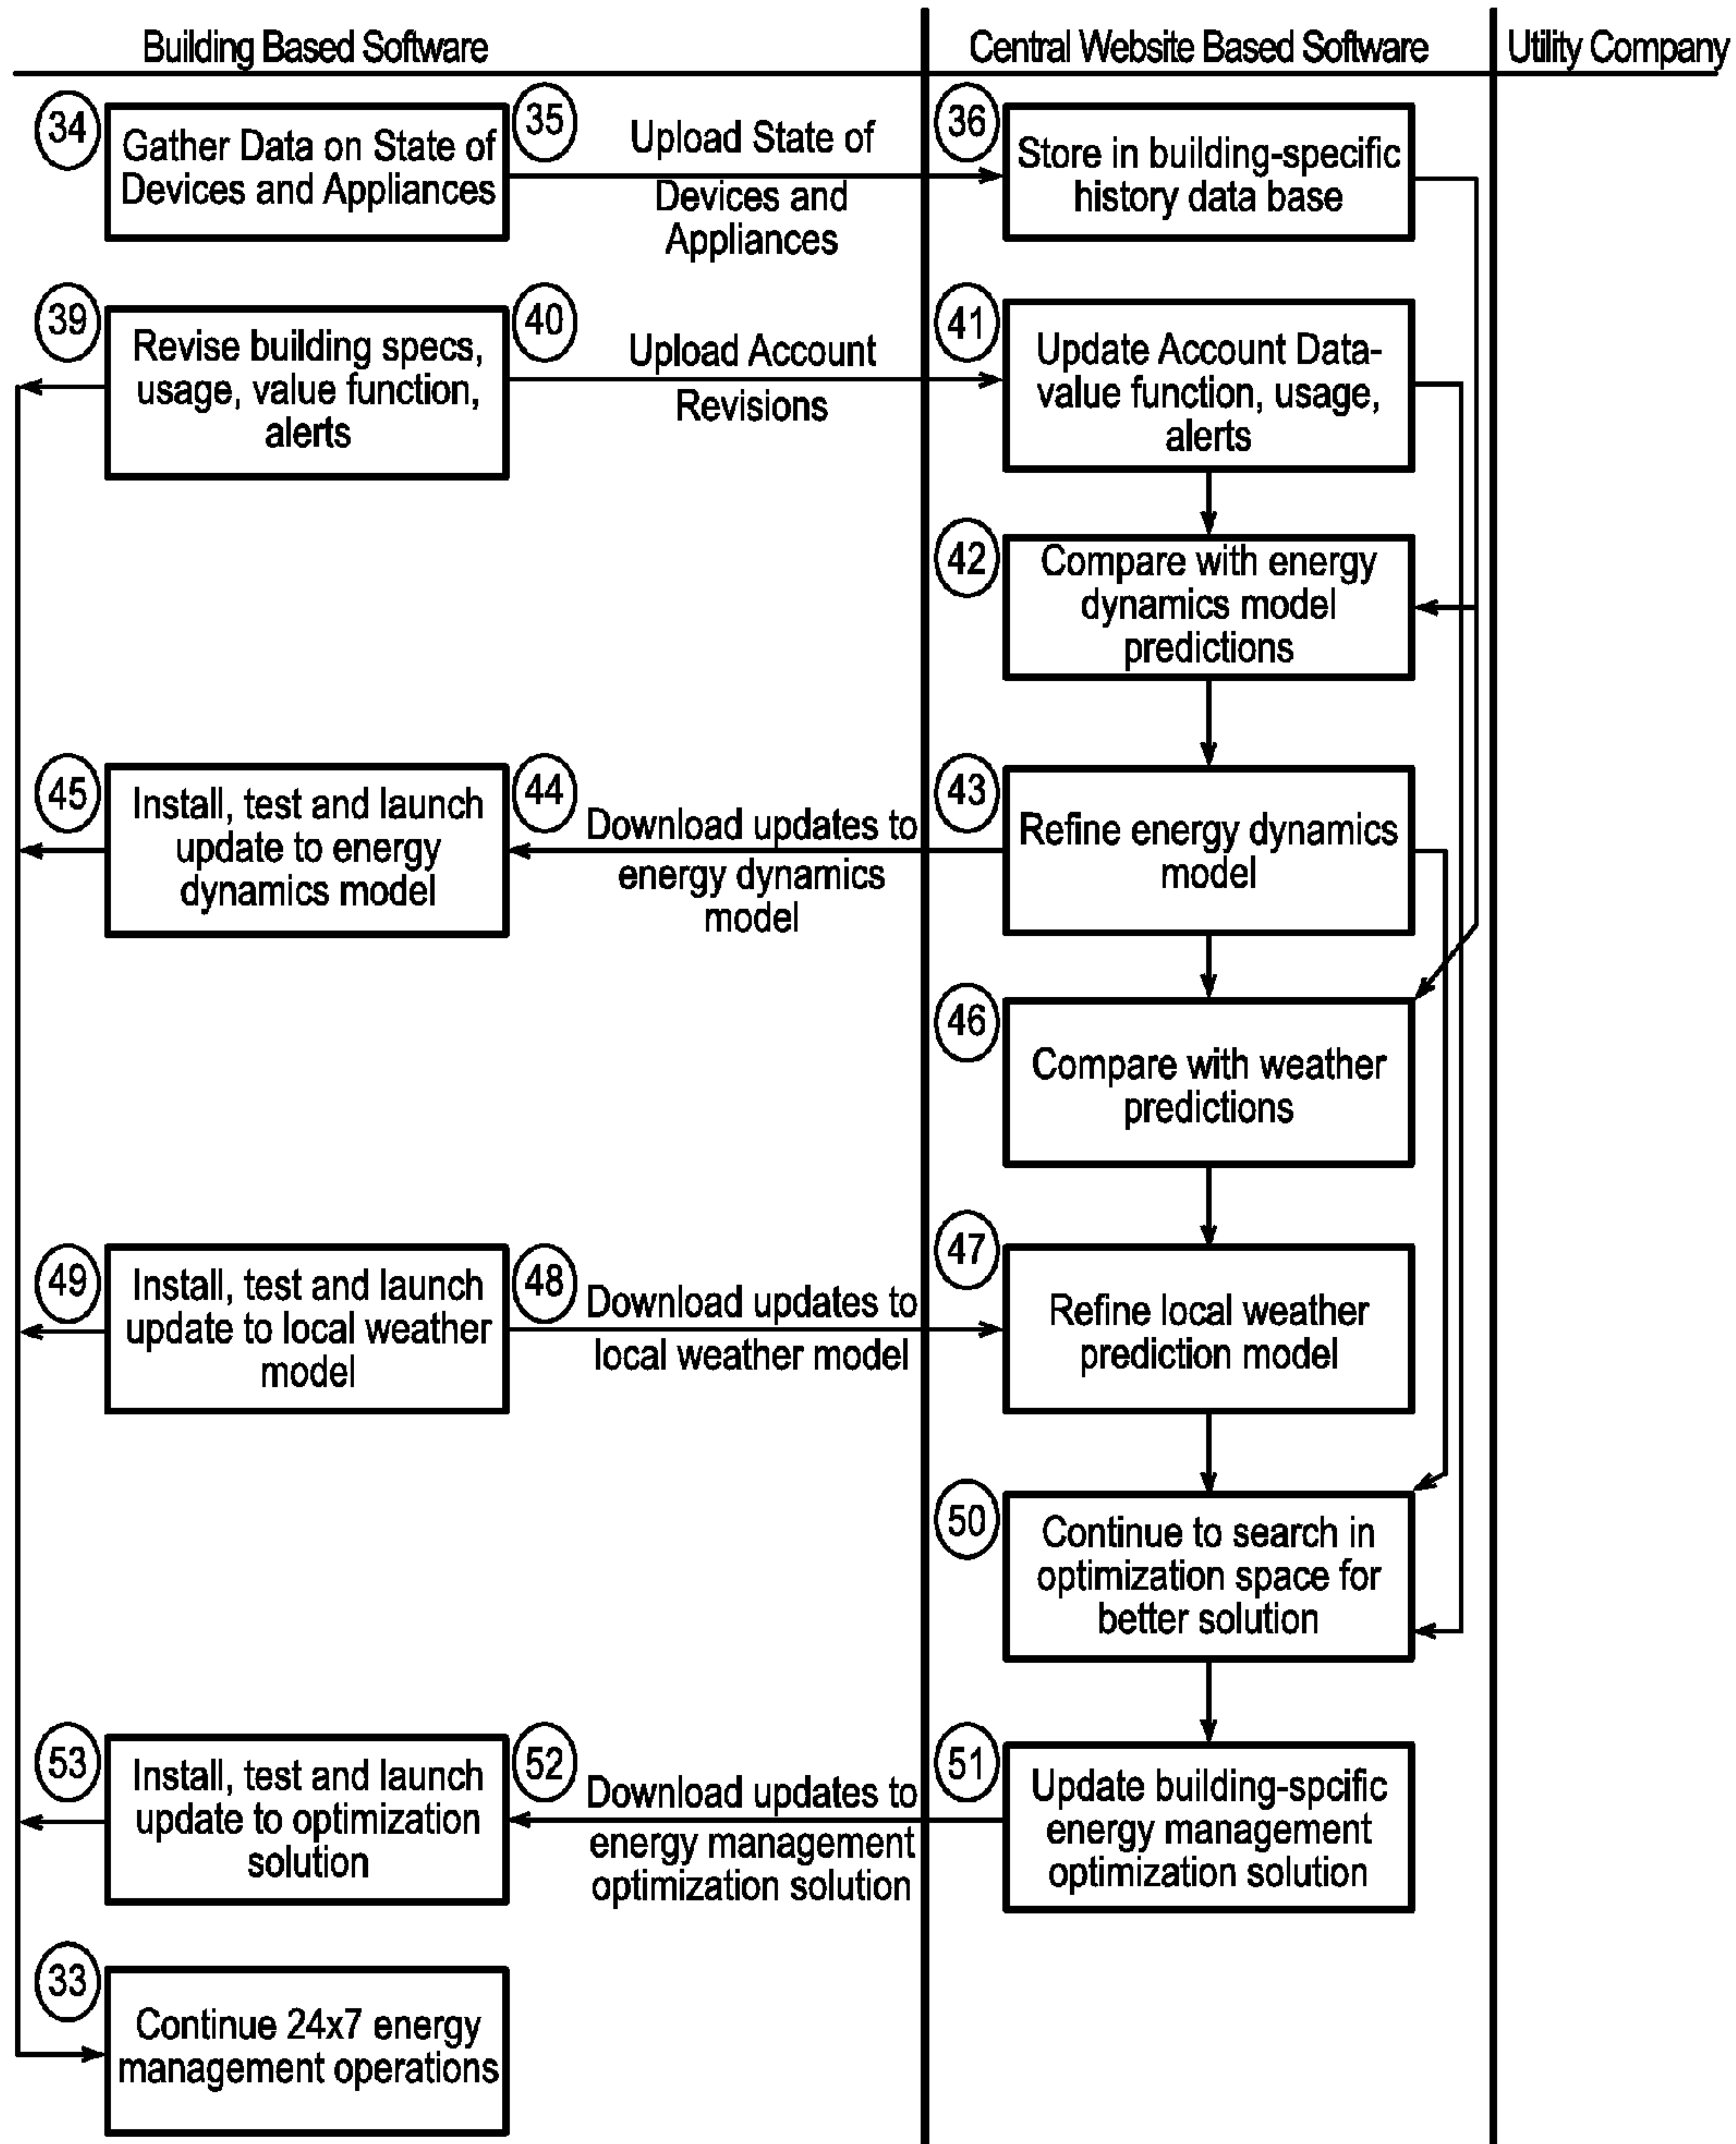 Building Based Software
Central Website Based Software
Utility Company
34
Gather Data on State of
Devices and Appliances
35
Upload State of
Devices and
Appliances
36
Store in building-specific
history data base
39
Revise building specs,
usage, value function,
alerts
40
Upload Account
Revisions
41
Update Account Data-
value function, usage,
alerts
42
Compare with energy
dynamics model
predictions
45
Install, test and launch
update to energy
dynamics model
44
Download updates to
energy dynamics
model
43
Refine energy dynamics
model
46
Compare with weather
predictions
49
Install, test and launch
update to local weather
model
48
Download updates to
local weather model
47
Refine local weather
prediction model
50
Continue to search in
optimization space for
better solution
53
Install, test and launch
update to optimization
solution
52
Download updates to
energy management
optimization solution
51
Update building-spcific
energy management
optimization solution
33
Continue 24x7 energy
management operations